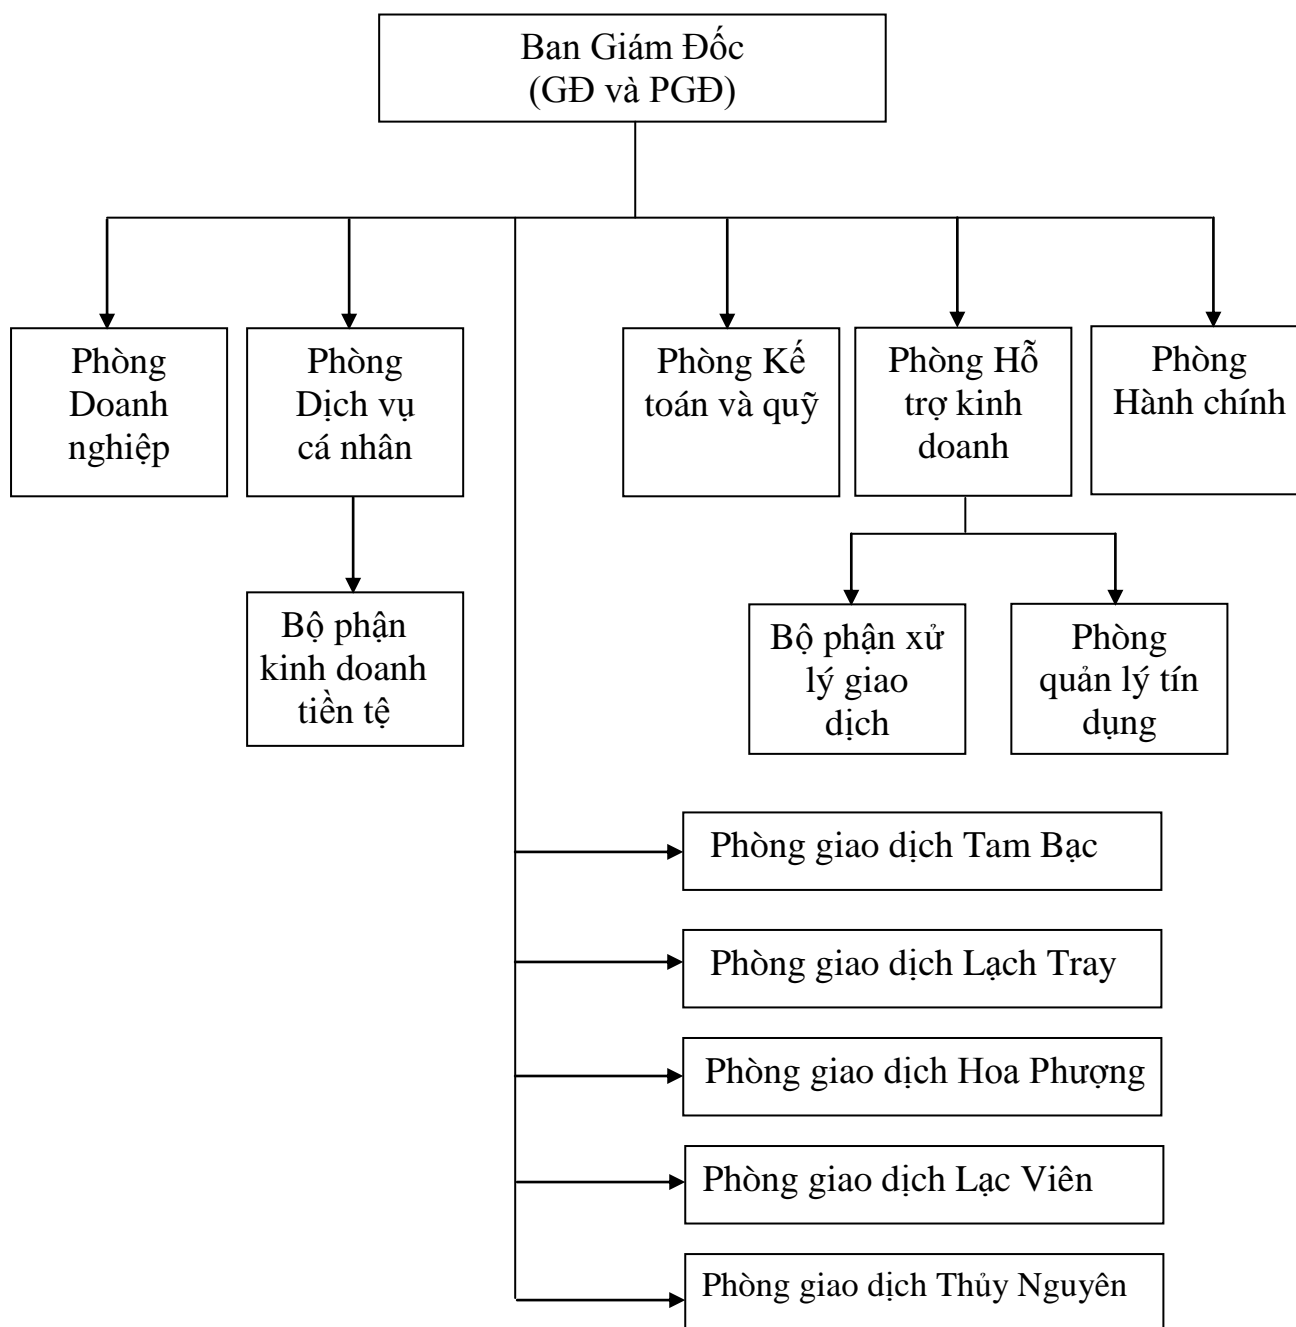 Ban Giám Đốc
(GĐ và PGĐ)
Phòng
Doanh
nghiệp
Phòng
Dịch vụ
cá nhân
Phòng Kế
toán và quỹ
Phòng Hỗ
trợ kinh
doanh
Phòng
Hành chính
Bộ phận
kinh doanh
tiền tệ
Bộ phận xử
lý giao
dịch
Phòng
quản lý tín
dụng
Phòng giao dịch Tam Bạc
Phòng giao dịch Lạch Tray
Phòng giao dịch Hoa Phượng
Phòng giao dịch Lạc Viên
Phòng giao dịch Thủy Nguyên